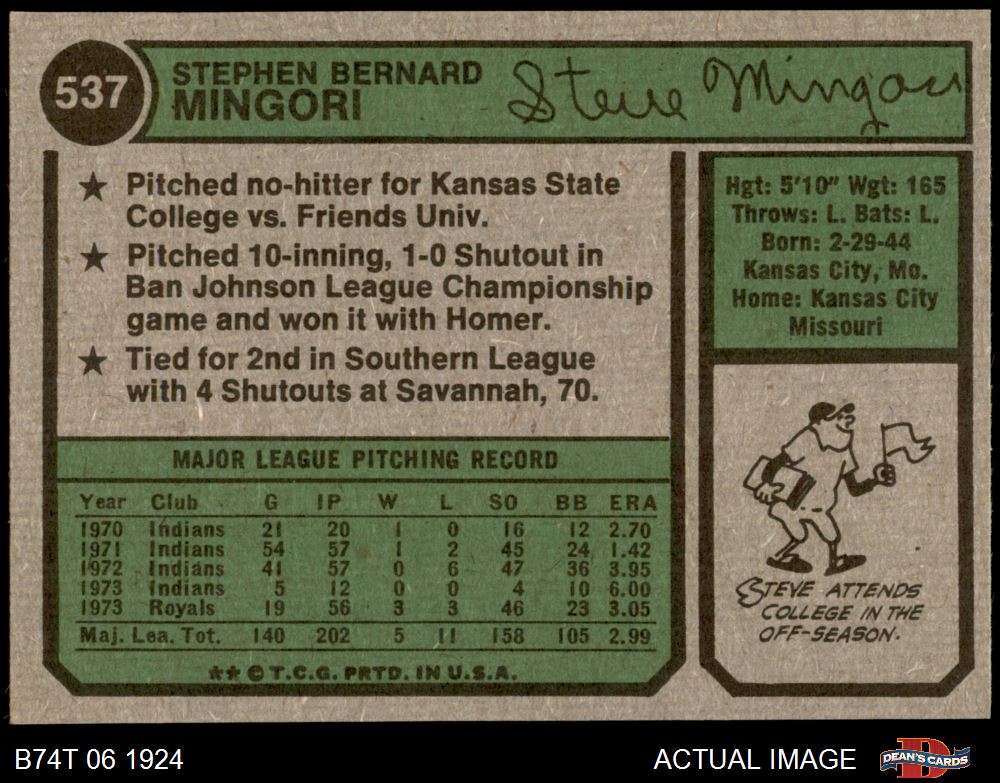 537
STEPHEN BERNARD
MINGORI
Steve Mingori
★ Pitched no-hitter for Kansas State
College vs. Friends Univ.
★ Pitched 10-inning, 1-0 Shutout in
Ban Johnson League Championship
game and won it with Homer.
★ Tied for 2nd in Southern League
with 4 Shutouts at Savannah, 70.
MAJOR LEAGUE PITCHING RECORD
Year Club G IP W L SO BB ERA
1970 Indians 21 20 1 0 16 12 2.70
1971 Indians 54 57 1 2 45 24 1.42
1972 Indians 41 57 0 6 47 36 3.95
1973 Indians 5 12 0 0 4 10 6.00
1973 Royals 19 56 3 3 46 23 3.05
Maj. Lea. Tot. 140 202 5 11 158 105 2.99
★★ © T.C.G. PRTD. IN U.S.A.
Hgt: 5'10" Wgt: 165
Throws: L. Bats: L.
Born: 2-29-44
Kansas City, Mo.
Home: Kansas City
Missouri
STEVE ATTENDS
COLLEGE IN THE
OFF-SEASON.
B74T 06 1924
ACTUAL IMAGE
DEAN'S CARDS